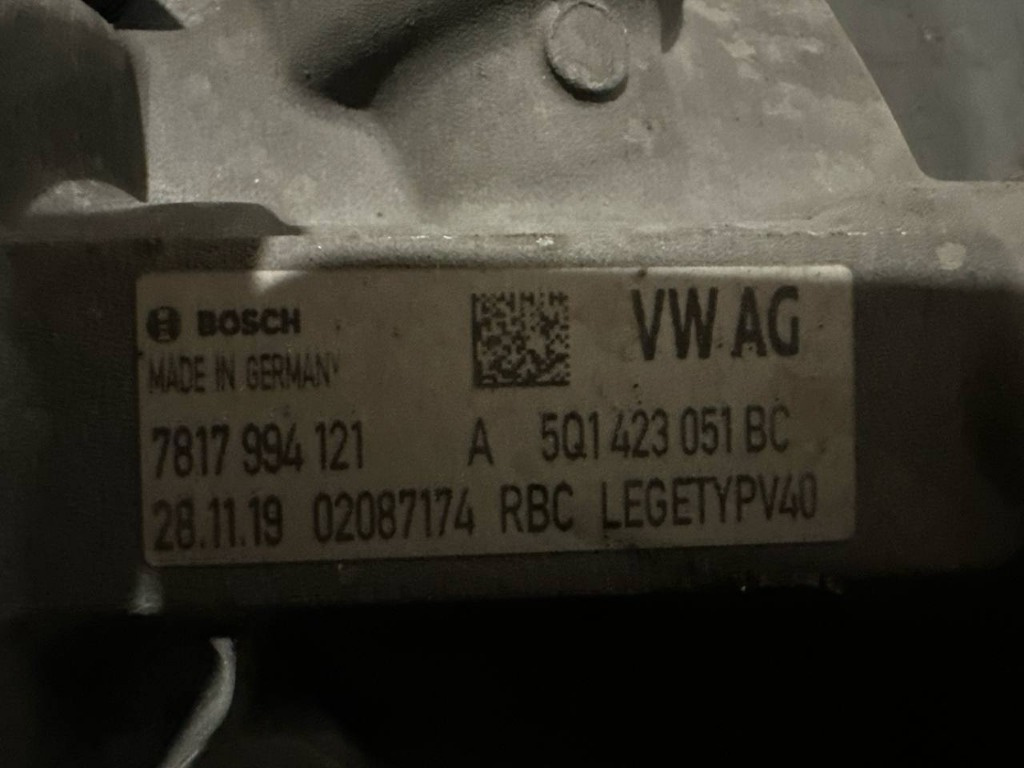 BOSCH VW AG
MADE IN GERMANY
7817 994 121 A 5Q1 423 051 BC
28.11.19 02087174 RBC LEGETYPV40